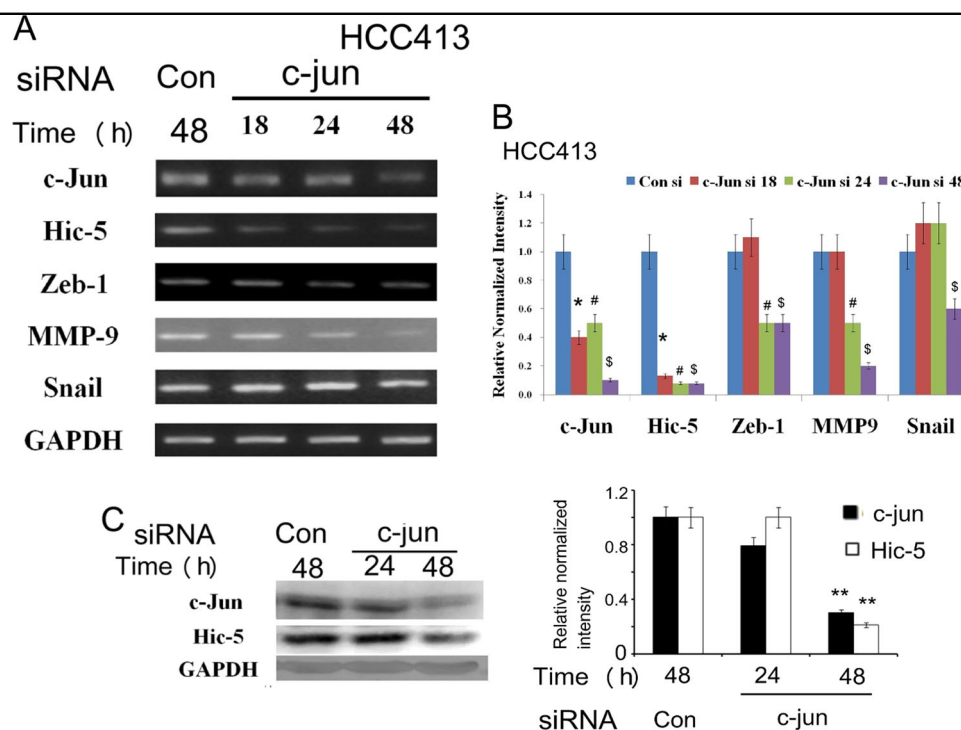 A
HCC413
siRNA Con c-jun
Time ( h) 48 18 24 48
c-Jun
Hic-5
Zeb-1
MMP-9
Snail
GAPDH
B
HCC413
Con si c-Jun si 18 c-Jun si 24 c-Jun si 48
Relative Normalized Intensity
1.4
1.2
1.0
0.8
0.6
0.4
0.2
0.0
* # $
* # $
# $
# $
$
c-Jun Hic-5 Zeb-1 MMP9 Snail
C
siRNA Con c-jun
Time ( h) 48 24 48
c-Jun
Hic-5
GAPDH
Relative normalized
intensity
1.2
0.8
0.4
0
c-jun
Hic-5
** **
Time ( h) 48 24 48
siRNA Con c-jun